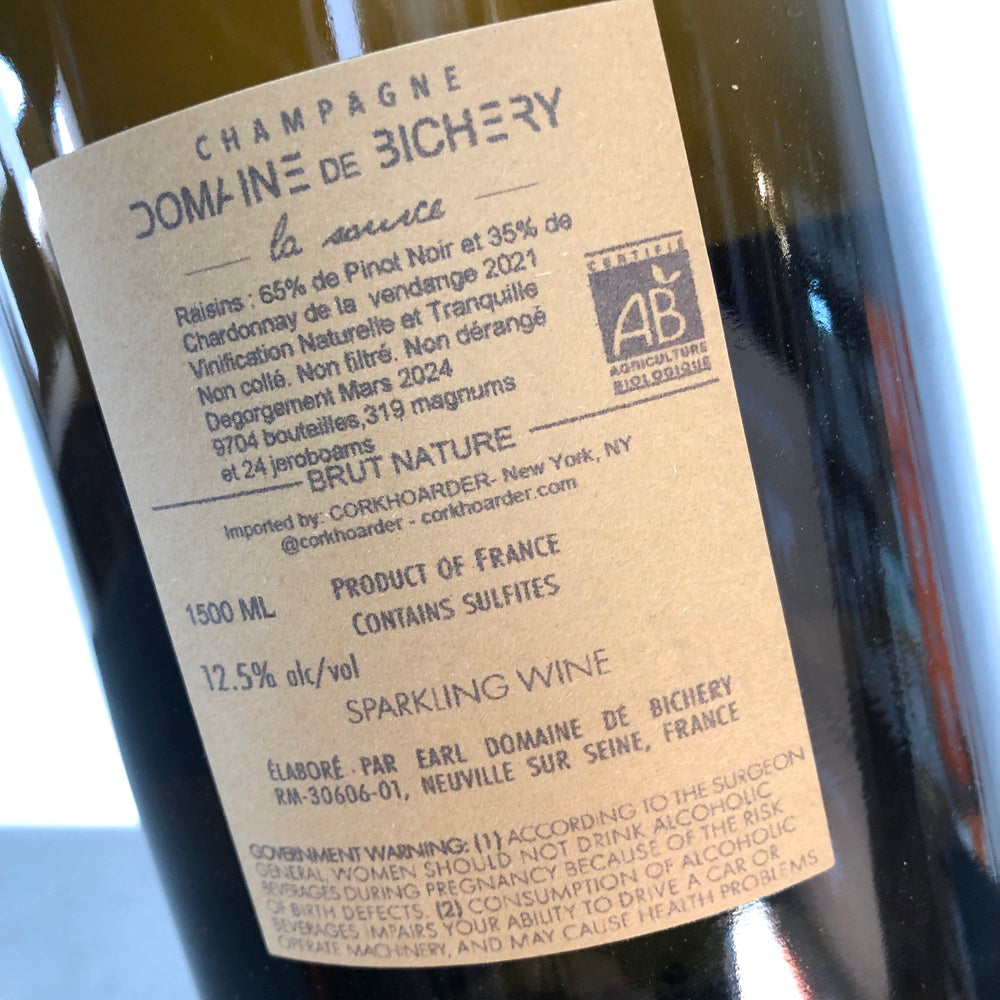 CHAMPAGNE
DOMAINE DE BICHERY
la source
Raisins : 65% de Pinot Noir et 35% de
Chardonnay de la vendange 2021
Vinification Naturelle et Tranquille
Non collé. Non filtré. Non dérangé
Degorgement Mars 2024
9704 bouteilles,319 magnums
et 24 jeroboams
CERTIFIÉ
AB
AGRICULTURE
BIOLOGIQUE
BRUT NATURE
Imported by: CORKHOARDER- New York, NY
@corkhoarder - corkhoarder.com
PRODUCT OF FRANCE
1500 ML
CONTAINS SULFITES
12.5% alc/vol
SPARKLING WINE
ÉLABORÉ PAR EARL DOMAINE DE BICHERY
RM-30606-01, NEUVILLE SUR SEINE, FRANCE
GOVERNMENT WARNING: (1) ACCORDING TO THE SURGEON
GENERAL, WOMEN SHOULD NOT DRINK ALCOHOLIC
BEVERAGES DURING PREGNANCY BECAUSE OF THE RISK
OF BIRTH DEFECTS. (2) CONSUMPTION OF ALCOHOLIC
BEVERAGES IMPAIRS YOUR ABILITY TO DRIVE A CAR OR
OPERATE MACHINERY, AND MAY CAUSE HEALTH PROBLEMS